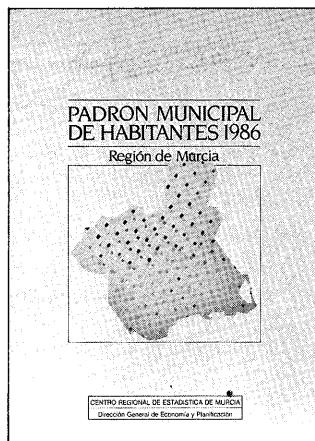 PADRON MUNICIPAL
DE HABITANTES 1986
Región de Murcia
CENTRO REGIONAL DE ESTADISTICA DE MURCIA
Dirección General de Economía y Planificación